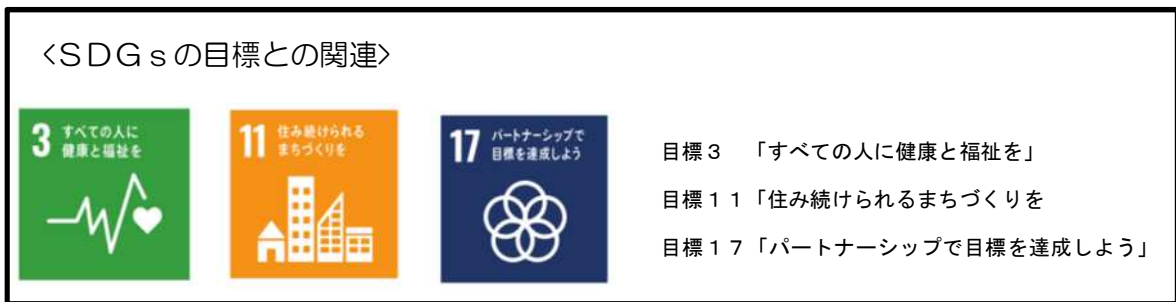 <ＳＤＧｓの目標との関連>
3 すべての人に
健康と福祉を
11 住み続けられる
まちづくりを
17 パートナーシップで
目標を達成しよう
目標３　「すべての人に健康と福祉を」
目標１１「住み続けられるまちづくりを
目標１７「パートナーシップで目標を達成しよう」